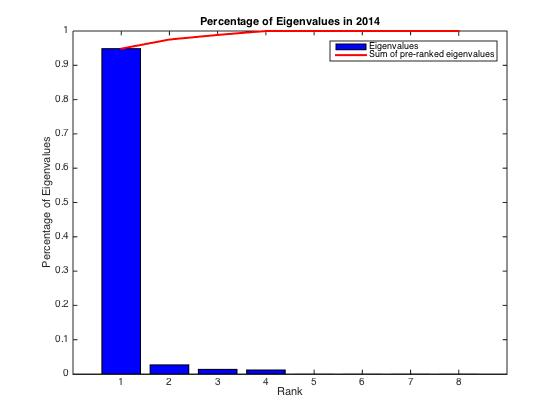 Percentage of Eigenvalues in 2014
Eigenvalues
Sum of pre-ranked eigenvalues
Percentage of Eigenvalues
1
0.9
0.8
0.7
0.6
0.5
0.4
0.3
0.2
0.1
0
1 2 3 4 5 6 7 8
Rank